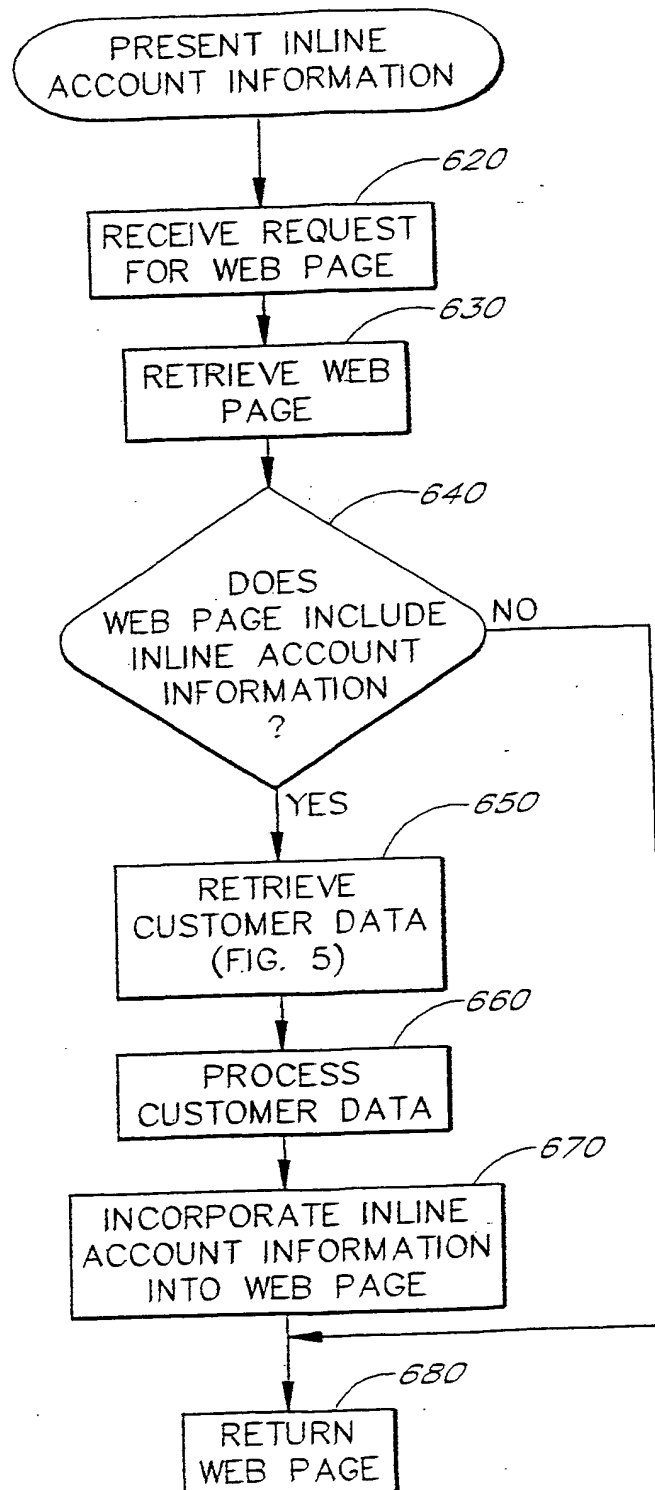 PRESENT INLINE
ACCOUNT INFORMATION
620
RECEIVE REQUEST
FOR WEB PAGE
630
RETRIEVE WEB
PAGE
640
DOES
WEB PAGE INCLUDE
INLINE ACCOUNT
INFORMATION
?
NO
YES
650
RETRIEVE
CUSTOMER DATA
(FIG. 5)
660
PROCESS
CUSTOMER DATA
670
INCORPORATE INLINE
ACCOUNT INFORMATION
INTO WEB PAGE
680
RETURN
WEB PAGE